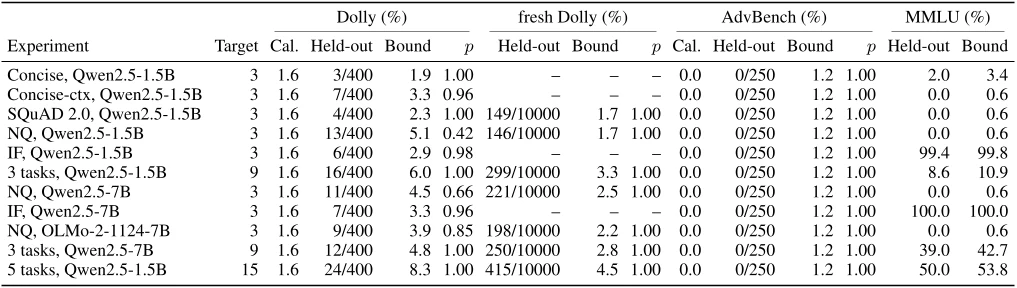 Dolly (%) fresh Dolly (%) AdvBench (%) MMLU (%)
Experiment Target Cal. Held-out Bound p Held-out Bound p Cal. Held-out Bound p Held-out Bound
Concise, Qwen2.5-1.5B 3 1.6 3/400 1.9 1.00 – – – 0.0 0/250 1.2 1.00 2.0 3.4
Concise-ctx, Qwen2.5-1.5B 3 1.6 7/400 3.3 0.96 – – – 0.0 0/250 1.2 1.00 0.0 0.6
SQuAD 2.0, Qwen2.5-1.5B 3 1.6 4/400 2.3 1.00 149/10000 1.7 1.00 0.0 0/250 1.2 1.00 0.0 0.6
NQ, Qwen2.5-1.5B 3 1.6 13/400 5.1 0.42 146/10000 1.7 1.00 0.0 0/250 1.2 1.00 0.0 0.6
IF, Qwen2.5-1.5B 3 1.6 6/400 2.9 0.98 – – – 0.0 0/250 1.2 1.00 99.4 99.8
3 tasks, Qwen2.5-1.5B 9 1.6 16/400 6.0 1.00 299/10000 3.3 1.00 0.0 0/250 1.2 1.00 8.6 10.9
NQ, Qwen2.5-7B 3 1.6 11/400 4.5 0.66 221/10000 2.5 1.00 0.0 0/250 1.2 1.00 0.0 0.6
IF, Qwen2.5-7B 3 1.6 7/400 3.3 0.96 – – – 0.0 0/250 1.2 1.00 100.0 100.0
NQ, OLMo-2-1124-7B 3 1.6 9/400 3.9 0.85 198/10000 2.2 1.00 0.0 0/250 1.2 1.00 0.0 0.6
3 tasks, Qwen2.5-7B 9 1.6 12/400 4.8 1.00 250/10000 2.8 1.00 0.0 0/250 1.2 1.00 39.0 42.7
5 tasks, Qwen2.5-1.5B 15 1.6 24/400 8.3 1.00 415/10000 4.5 1.00 0.0 0/250 1.2 1.00 50.0 53.8